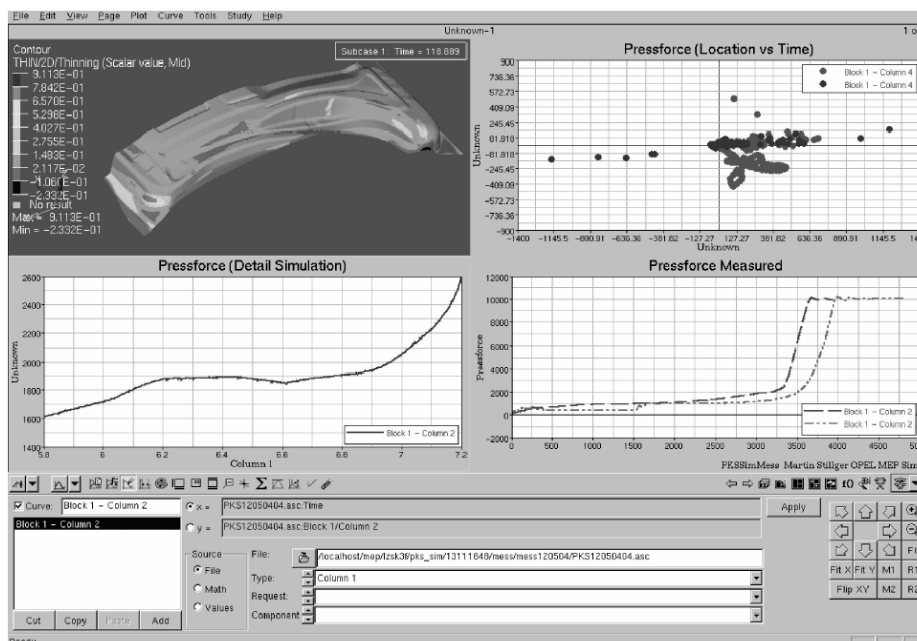 File Edit View Page Plot Curve Tools Study Help
Unknown-1
1 o
Contour
THIN/2D/Thinning (Scalar value, Mid)
9.113E-01
7.842E-01
6.570E-01
5.298E-01
4.027E-01
2.755E-01
1.483E-01
2.117E-02
-1.060E-01
-2.332E-01
No result
Max = 9.113E-01
Min = -2.332E-01
Subcase 1: Time = 118.889
Pressforce (Location vs Time)
Block 1 - Column 4
Block 1 - Column 4
Unknown
900
736.36
572.73
409.09
245.45
81.818
-81.818
-245.45
-409.09
-572.73
-736.36
-900
-1400 -1145.5 -890.91 -636.36 -381.82 -127.27 127.27 381.82 636.36 890.91 1145.5
Unknown
Pressforce (Detail Simulation)
Unknown
2600
2400
2200
2000
1800
1600
1400
5.8 6 6.2 6.4 6.6 6.8 7 7.2
Column 1
Block 1 - Column 2
Pressforce Measured
Pressforce
12000
10000
8000
6000
4000
2000
0
-2000
0 500 1000 1500 2000 2500 3000 3500 4000 4500
Block 1 - Column 2
Block 1 - Column 2
PKSSimMess Martin Stillger OPEL MEP Sim
Curve: Block 1 - Column 2
Block 1 - Column 2
Cut Copy Paste Add
x = PKS12050404.asc:Time
y = PKS12050404.asc:Block 1/Column 2
Source
File
Math
Values
File: /localhost/mep/lzsk3f/pks_sim/13111648/mess/mess120504/PKS12050404.asc
Type: Column 1
Request:
Component
Apply
Fit X Fit Y M1
Flip XY M2
Ready